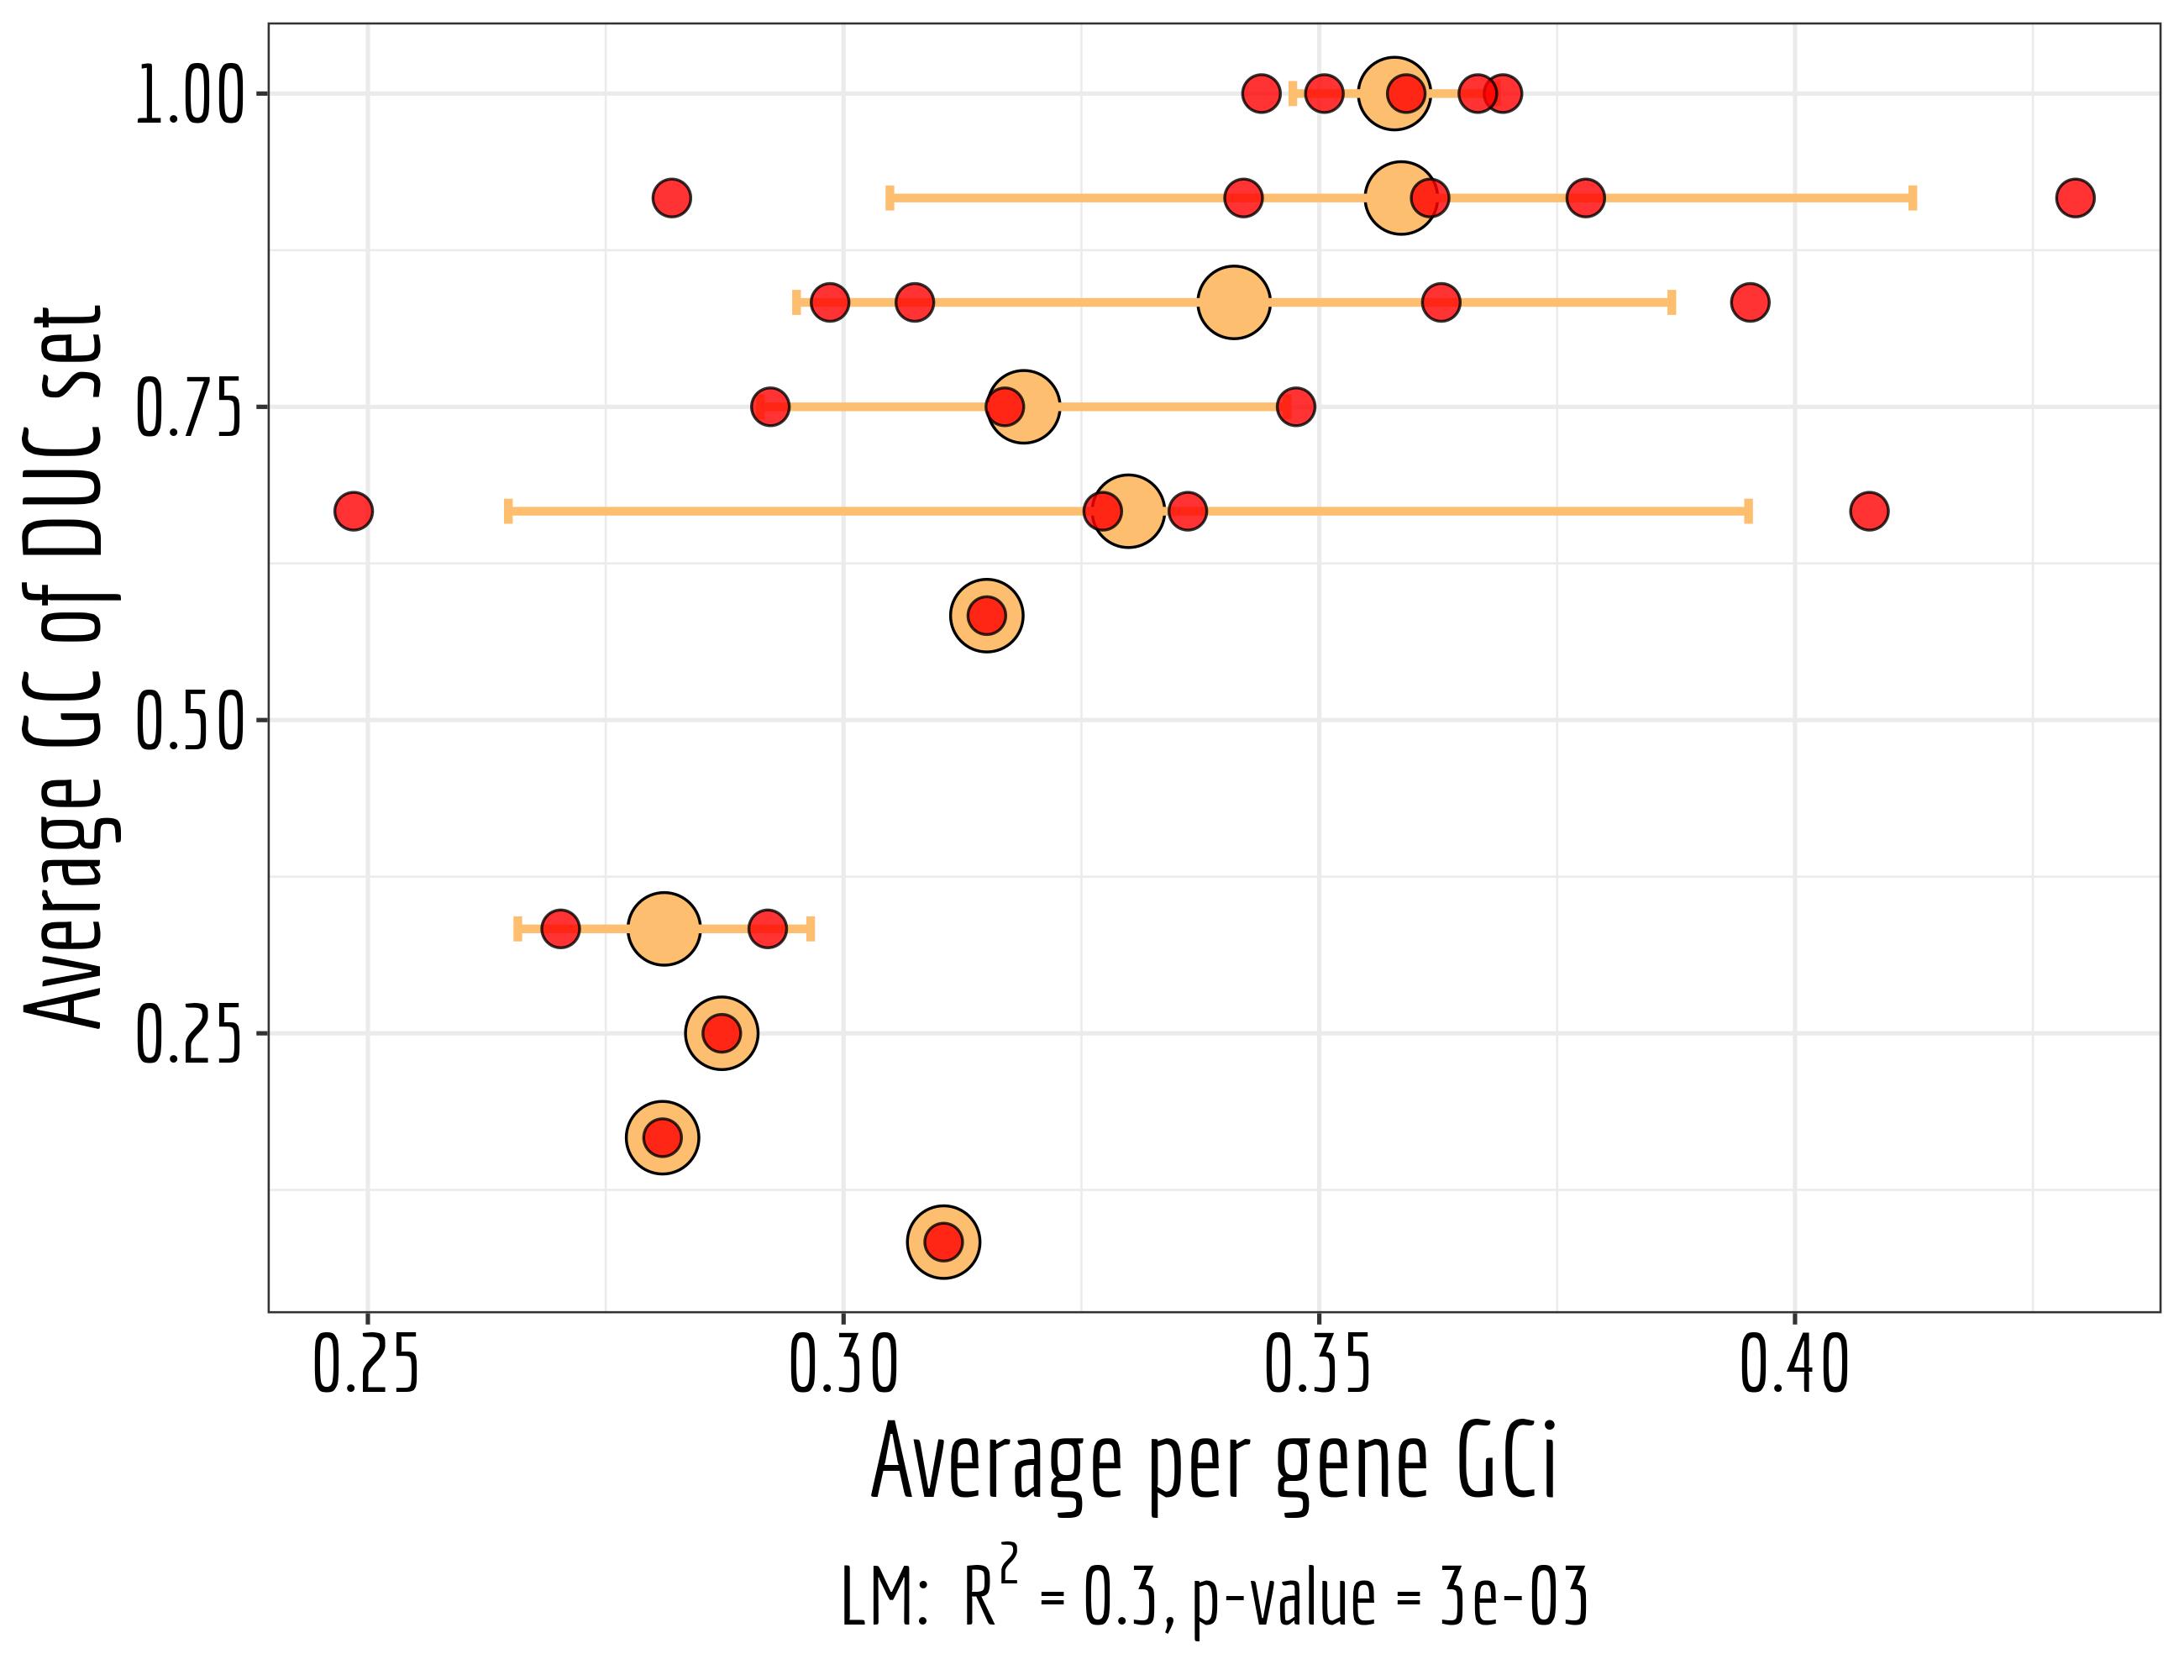 Average GC of DUC set
1.00
0.75
0.50
0.25
0.25 0.30 0.35 0.40
Average per gene GCi
LM: R² = 0.3, p-value = 3e-03